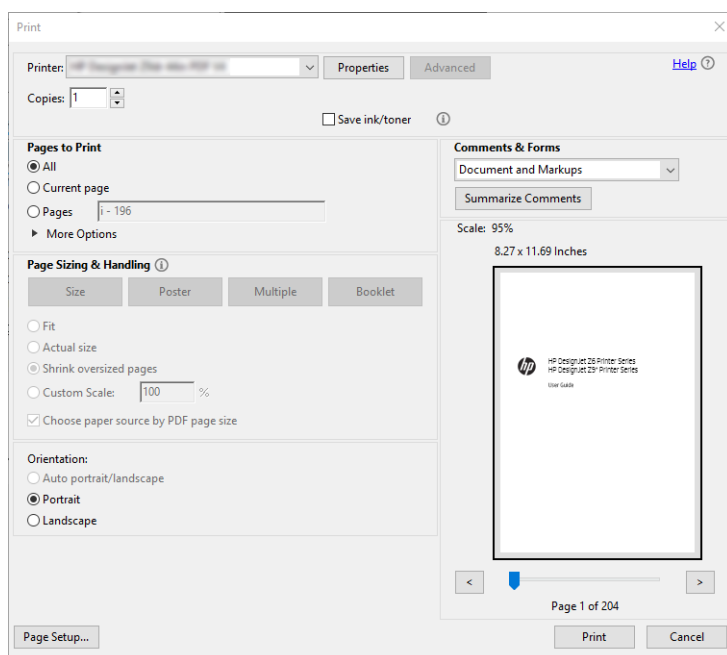 Print
Printer:
Properties
Advanced
Help
Copies: 1
Save ink/toner
Pages to Print
All
Current page
Pages i - 196
More Options
Comments & Forms
Document and Markups
Summarize Comments
Page Sizing & Handling
Size Poster Multiple Booklet
Fit
Actual size
Shrink oversized pages
Custom Scale: 100 %
Choose paper source by PDF page size
Orientation:
Auto portrait/landscape
Portrait
Landscape
Scale: 95%
8.27 x 11.69 Inches
hp
HP DesignJet Z6 Printer Series
HP DesignJet Z9⁺ Printer Series
User Guide
< >
Page 1 of 204
Page Setup...
Print
Cancel